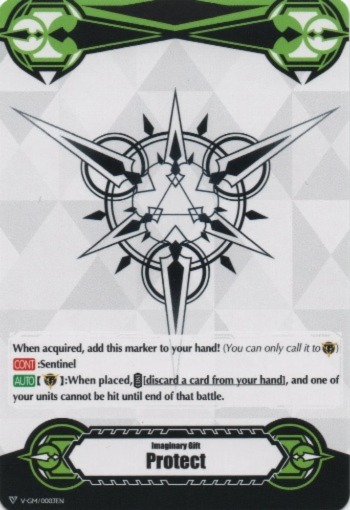 When acquired, add this marker to your hand! (You can only call it to G)
CONT :Sentinel
AUTO [ G ]:When placed, [discard a card from your hand], and one of
your units cannot be hit until end of that battle.
Imaginary Gift
Protect
V-GM/0007EN